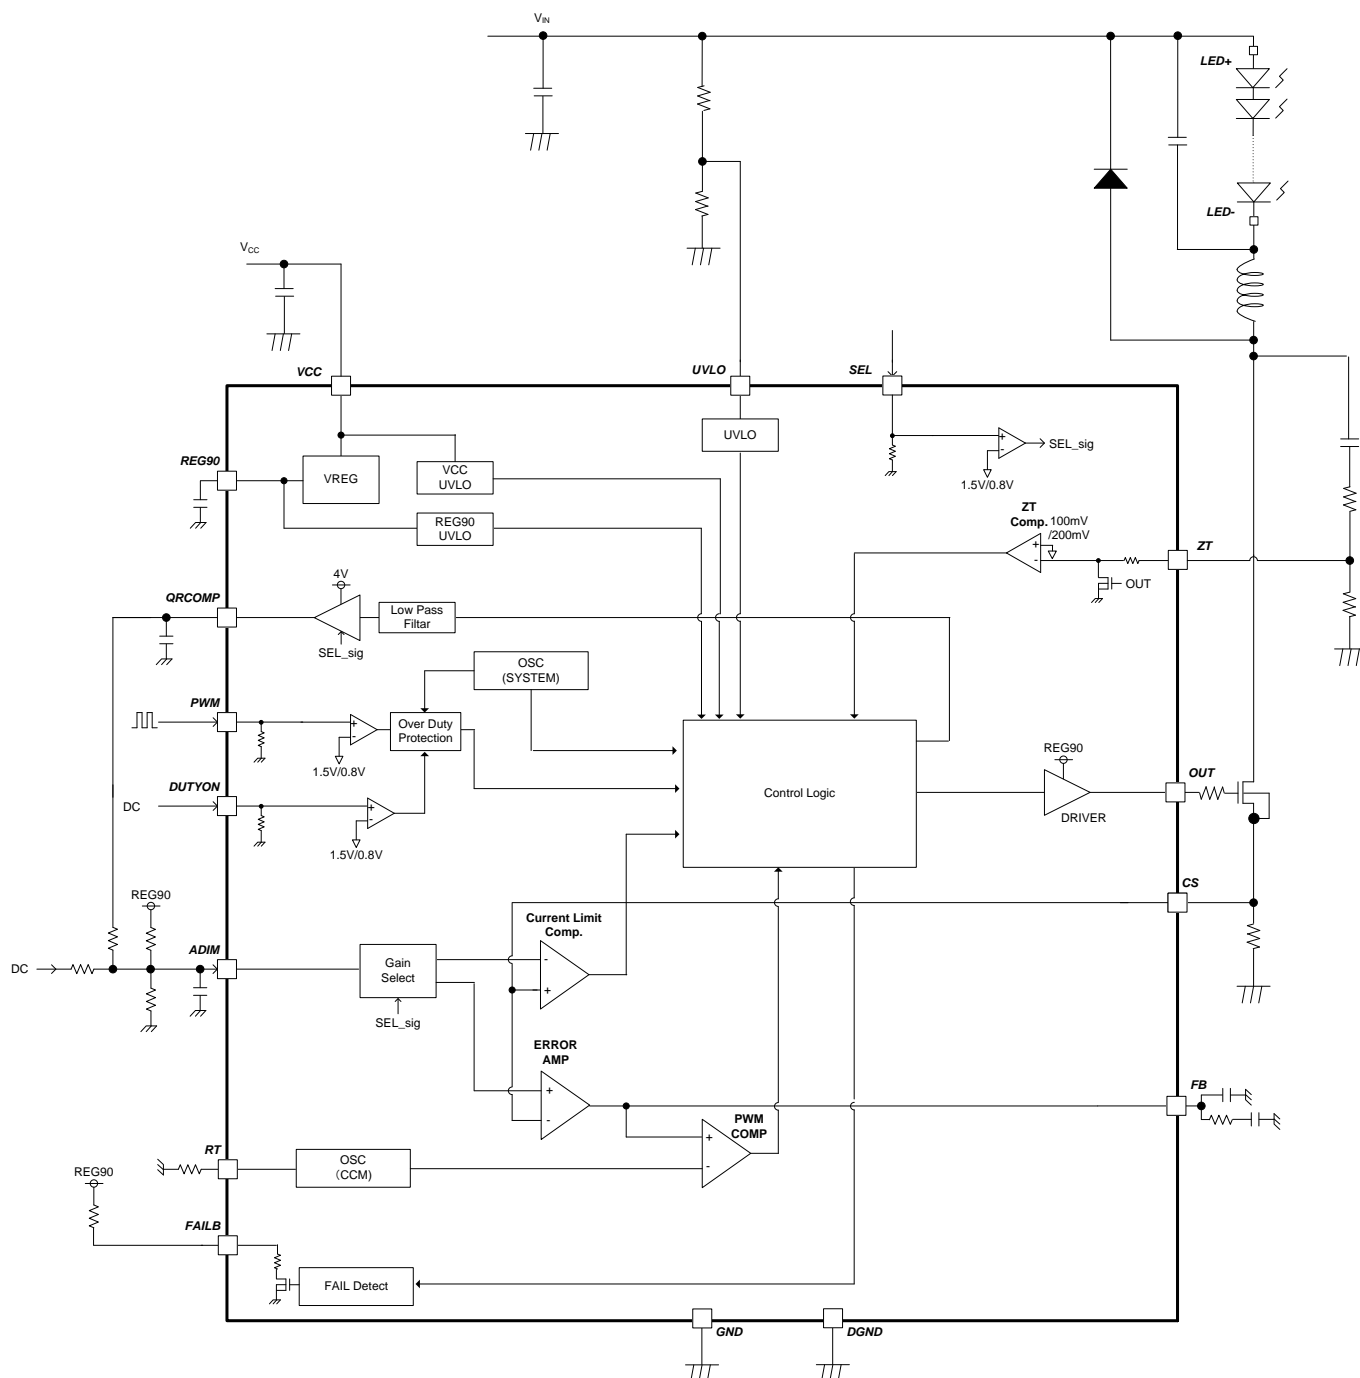 VIN
LED+
LED-
VCC
VCC
UVLO
SEL
UVLO
SEL_sig
1.5V/0.8V
REG90
VREG
VCC
UVLO
REG90
UVLO
ZT
Comp.
100mV
/200mV
ZT
OUT
4V
QRCOMP
Low Pass
Filtar
SEL_sig
OSC
(SYSTEM)
PWM
Over Duty
Protection
1.5V/0.8V
REG90
OUT
Control Logic
DUTYON
DC
DRIVER
1.5V/0.8V
CS
REG90
Current Limit
Comp.
ADIM
DC
Gain
Select
-
+
SEL_sig
ERROR
AMP
+
-
FB
PWM
COMP
+
-
RT
OSC
(CCM)
REG90
FAILB
FAIL Detect
GND
DGND